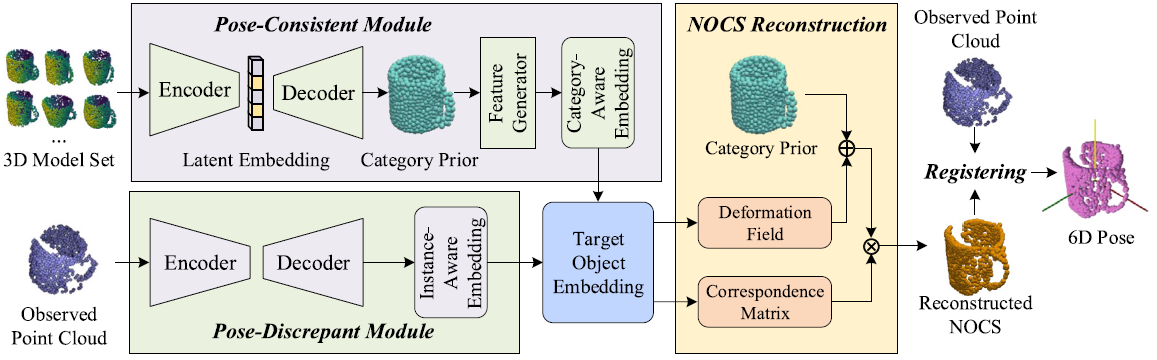 3D Model Set
...
Pose-Consistent Module
Encoder
Latent Embedding
Decoder
Category Prior
Feature
Generator
Category-
Aware
Embedding
Observed
Point Cloud
Encoder
Decoder
Instance-
Aware
Embedding
Pose-Discrepant Module
Target
Object
Embedding
NOCS Reconstruction
Category Prior
Deformation
Field
Correspondence
Matrix
Observed Point
Cloud
Registering
Reconstructed
NOCS
6D Pose